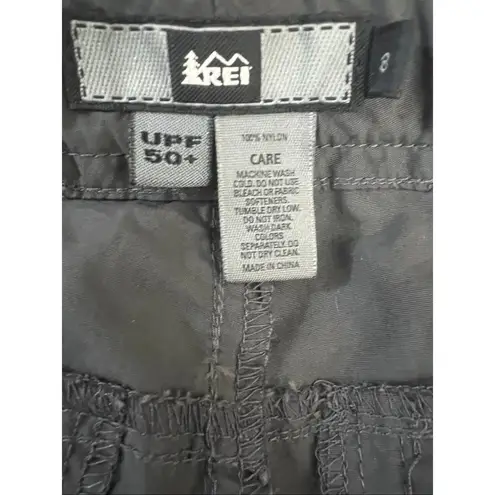 REI
8
UPF
50+
100% NYLON
CARE
MACHINE WASH
COLD. DO NOT USE
BLEACH OR FABRIC
SOFTENERS.
TUMBLE DRY LOW.
DO NOT IRON.
WASH DARK
COLORS
SEPARATELY. DO
NOT DRY CLEAN.
MADE IN CHINA